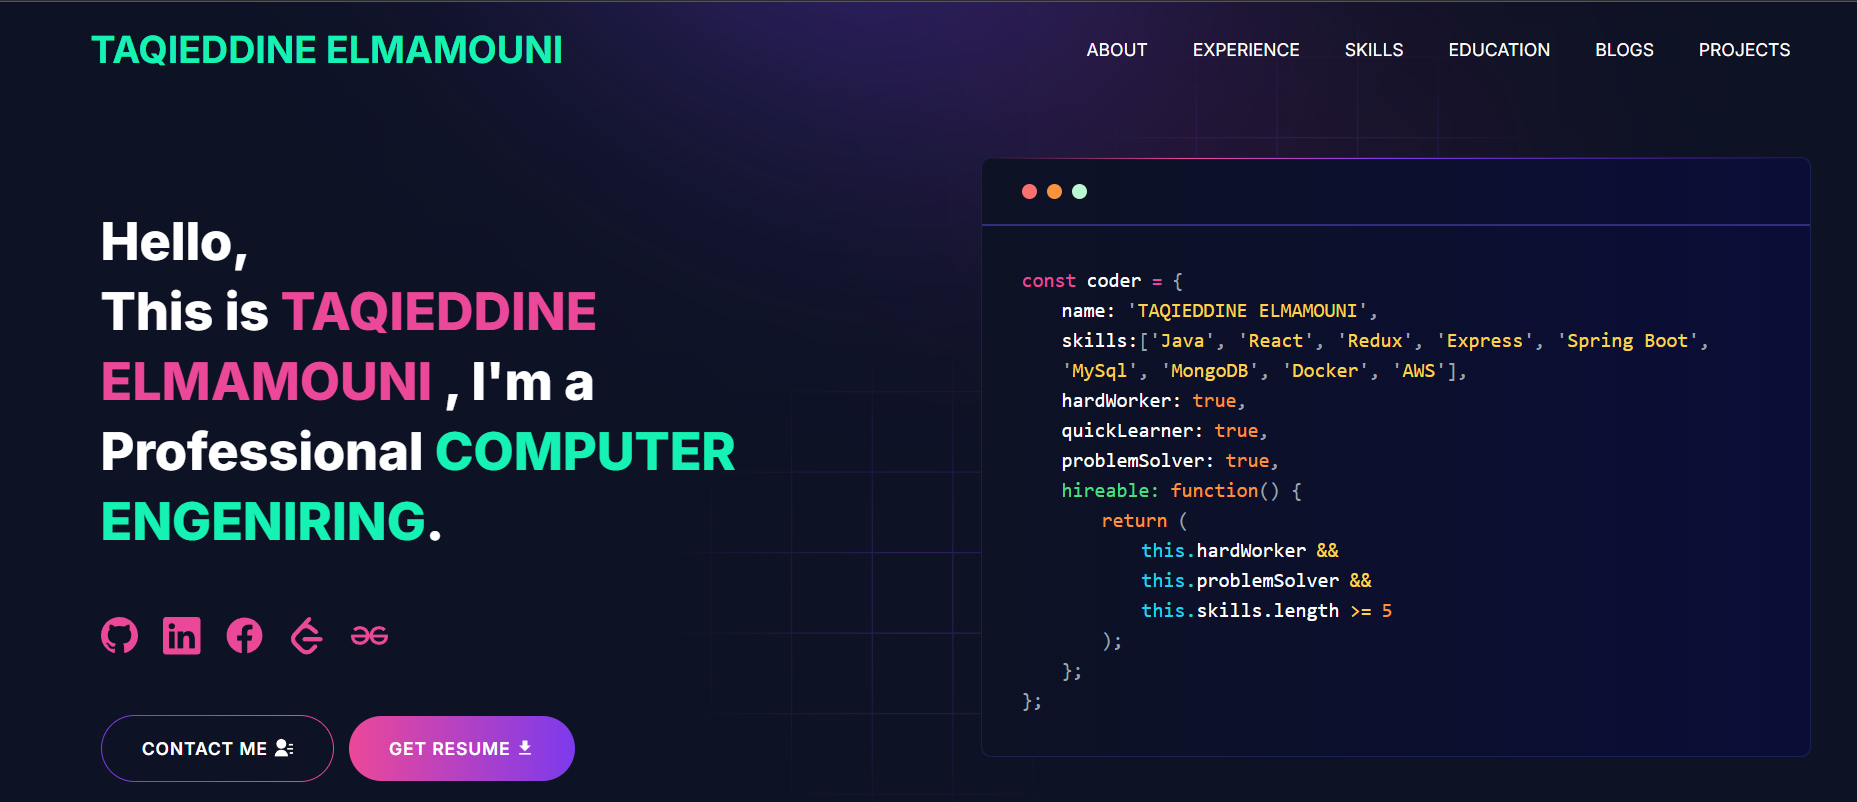 TAQIEDDINE ELMAMOUNI
ABOUT EXPERIENCE SKILLS EDUCATION BLOGS PROJECTS
Hello,
This is TAQIEDDINE
ELMAMOUNI , I'm a
Professional COMPUTER
ENGENIRING.
CONTACT ME
GET RESUME
const coder = {
name: 'TAQIEDDINE ELMAMOUNI',
skills:['Java', 'React', 'Redux', 'Express', 'Spring Boot',
'MySql', 'MongoDB', 'Docker', 'AWS'],
hardWorker: true,
quickLearner: true,
problemSolver: true,
hireable: function() {
return (
this.hardWorker &&
this.problemSolver &&
this.skills.length >= 5
);
};
};